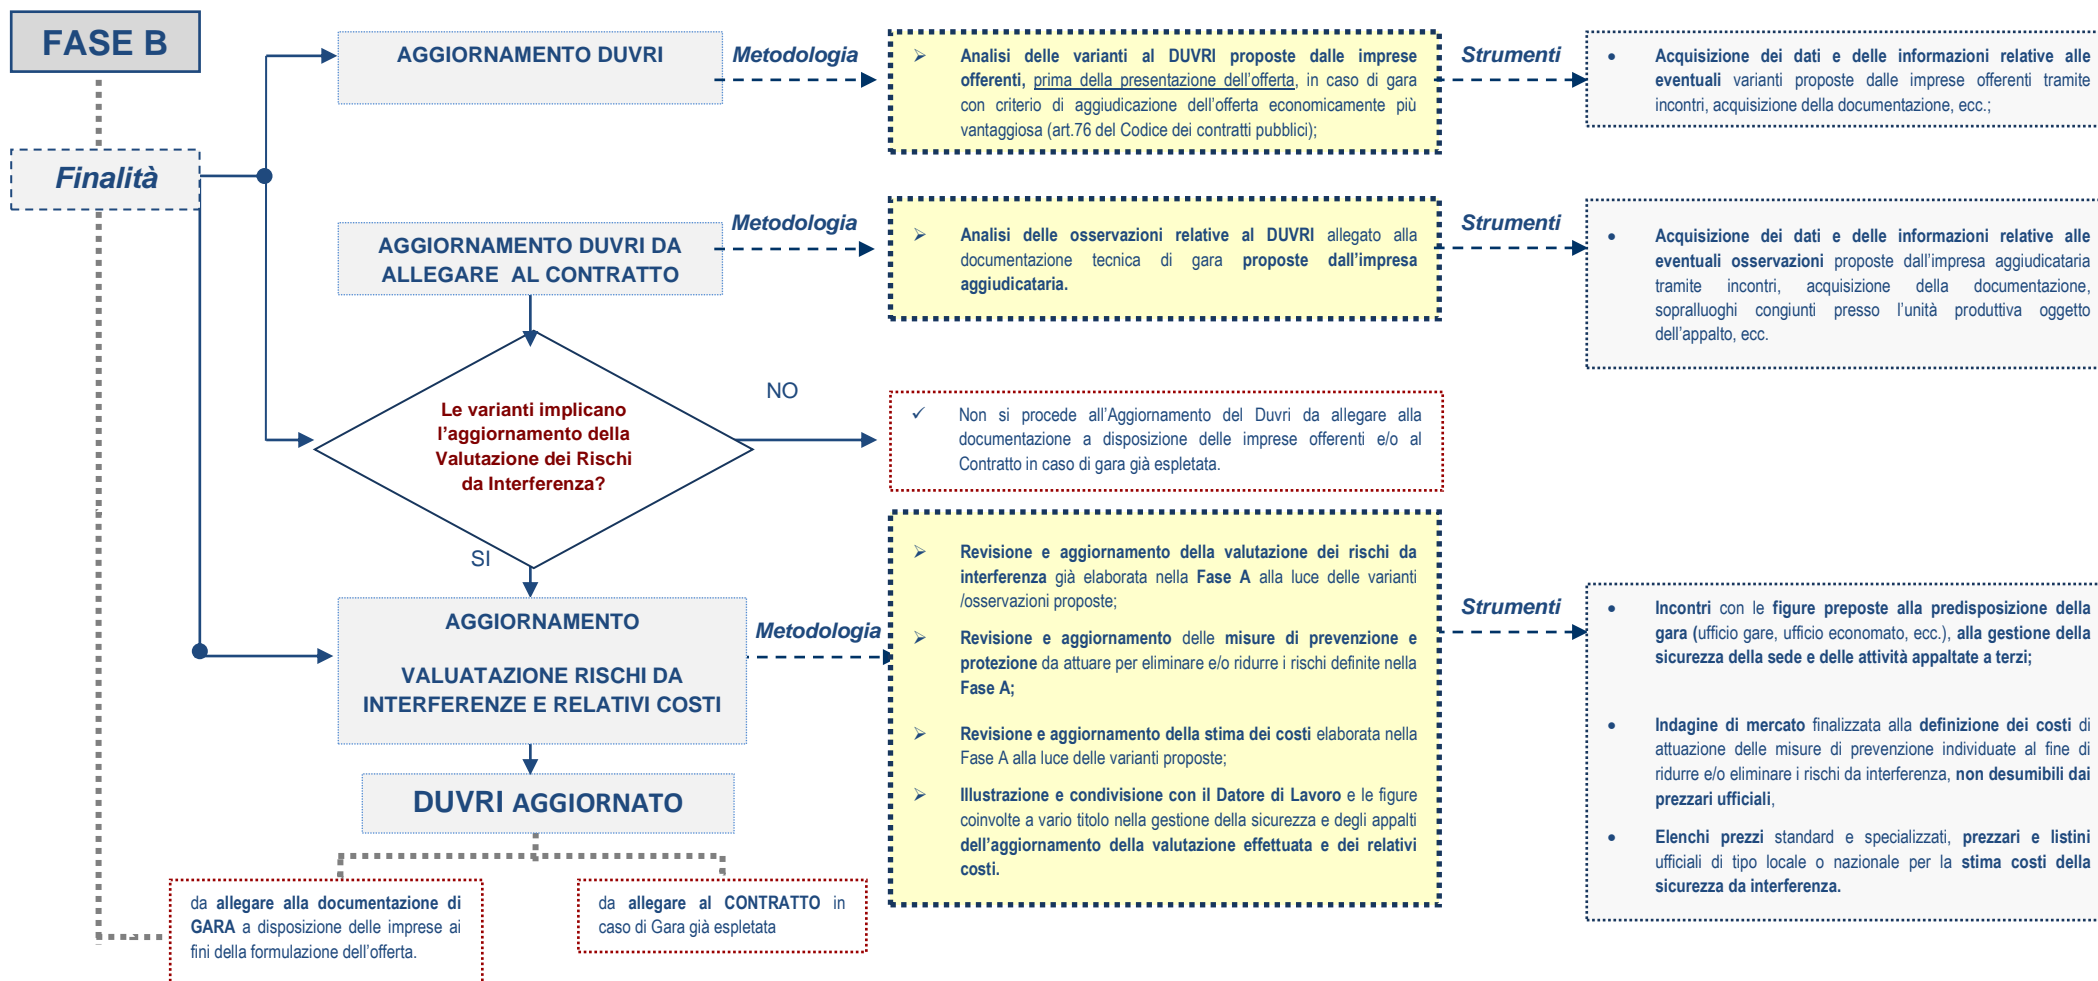 FASE B
Finalità
AGGIORNAMENTO DUVRI
Metodologia
➢ Analisi delle varianti al DUVRI proposte dalle imprese
offerenti, prima della presentazione dell’offerta, in caso di gara
con criterio di aggiudicazione dell’offerta economicamente più
vantaggiosa (art.76 del Codice dei contratti pubblici);
Strumenti
• Acquisizione dei dati e delle informazioni relative alle
eventuali varianti proposte dalle imprese offerenti tramite
incontri, acquisizione della documentazione, ecc.;
AGGIORNAMENTO DUVRI DA
ALLEGARE AL CONTRATTO
Metodologia
➢ Analisi delle osservazioni relative al DUVRI allegato alla
documentazione tecnica di gara proposte dall’impresa
aggiudicataria.
Strumenti
• Acquisizione dei dati e delle informazioni relative alle
eventuali osservazioni proposte dall’impresa aggiudicataria
tramite incontri, acquisizione della documentazione,
sopralluoghi congiunti presso l’unità produttiva oggetto
dell’appalto, ecc.
Le varianti implicano
l’aggiornamento della
Valutazione dei Rischi
da Interferenza?
NO
✓ Non si procede all’Aggiornamento del Duvri da allegare alla
documentazione a disposizione delle imprese offerenti e/o al
Contratto in caso di gara già espletata.
SI
AGGIORNAMENTO
VALUATAZIONE RISCHI DA
INTERFERENZE E RELATIVI COSTI
Metodologia
➢ Revisione e aggiornamento della valutazione dei rischi da
interferenza già elaborata nella Fase A alla luce delle varianti
/osservazioni proposte;
➢ Revisione e aggiornamento delle misure di prevenzione e
protezione da attuare per eliminare e/o ridurre i rischi definite nella
Fase A;
➢ Revisione e aggiornamento della stima dei costi elaborata nella
Fase A alla luce delle varianti proposte;
➢ Illustrazione e condivisione con il Datore di Lavoro e le figure
coinvolte a vario titolo nella gestione della sicurezza e degli appalti
dell’aggiornamento della valutazione effettuata e dei relativi
costi.
Strumenti
• Incontri con le figure preposte alla predisposizione della
gara (ufficio gare, ufficio economato, ecc.), alla gestione della
sicurezza della sede e delle attività appaltate a terzi;
• Indagine di mercato finalizzata alla definizione dei costi di
attuazione delle misure di prevenzione individuate al fine di
ridurre e/o eliminare i rischi da interferenza, non desumibili dai
prezzari ufficiali,
• Elenchi prezzi standard e specializzati, prezzari e listini
ufficiali di tipo locale o nazionale per la stima costi della
sicurezza da interferenza.
DUVRI AGGIORNATO
da allegare alla documentazione di
GARA a disposizione delle imprese ai
fini della formulazione dell’offerta.
da allegare al CONTRATTO in
caso di Gara già espletata